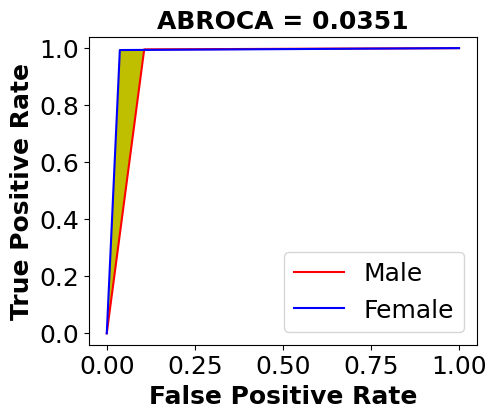 ABROCA = 0.0351
True Positive Rate
1.0
0.8
0.6
0.4
0.2
0.0
Male
Female
0.00 0.25 0.50 0.75 1.00
False Positive Rate